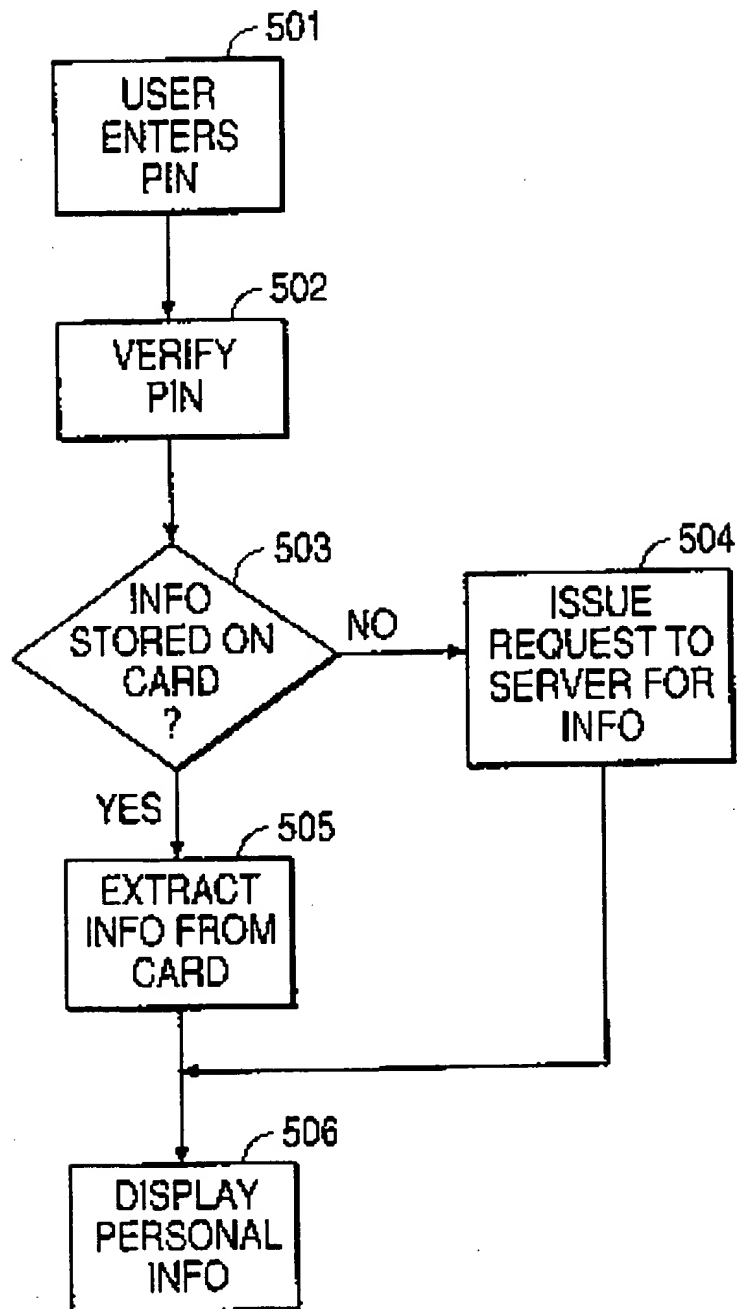 501
USER
ENTERS
PIN
502
VERIFY
PIN
503
INFO
STORED ON
CARD
?
NO
504
ISSUE
REQUEST TO
SERVER FOR
INFO
YES
505
EXTRACT
INFO FROM
CARD
506
DISPLAY
PERSONAL
INFO